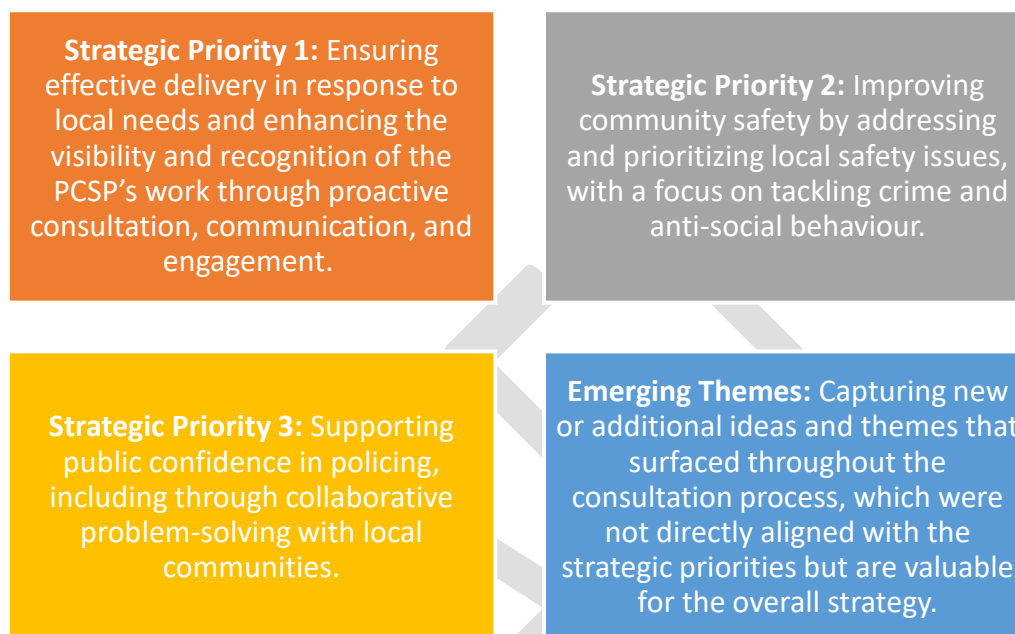 Strategic Priority 1: Ensuring
effective delivery in response to
local needs and enhancing the
visibility and recognition of the
PCSP’s work through proactive
consultation, communication, and
engagement.
Strategic Priority 2: Improving
community safety by addressing
and prioritizing local safety issues,
with a focus on tackling crime and
anti-social behaviour.
Strategic Priority 3: Supporting
public confidence in policing,
including through collaborative
problem-solving with local
communities.
Emerging Themes: Capturing new
or additional ideas and themes that
surfaced throughout the
consultation process, which were
not directly aligned with the
strategic priorities but are valuable
for the overall strategy.